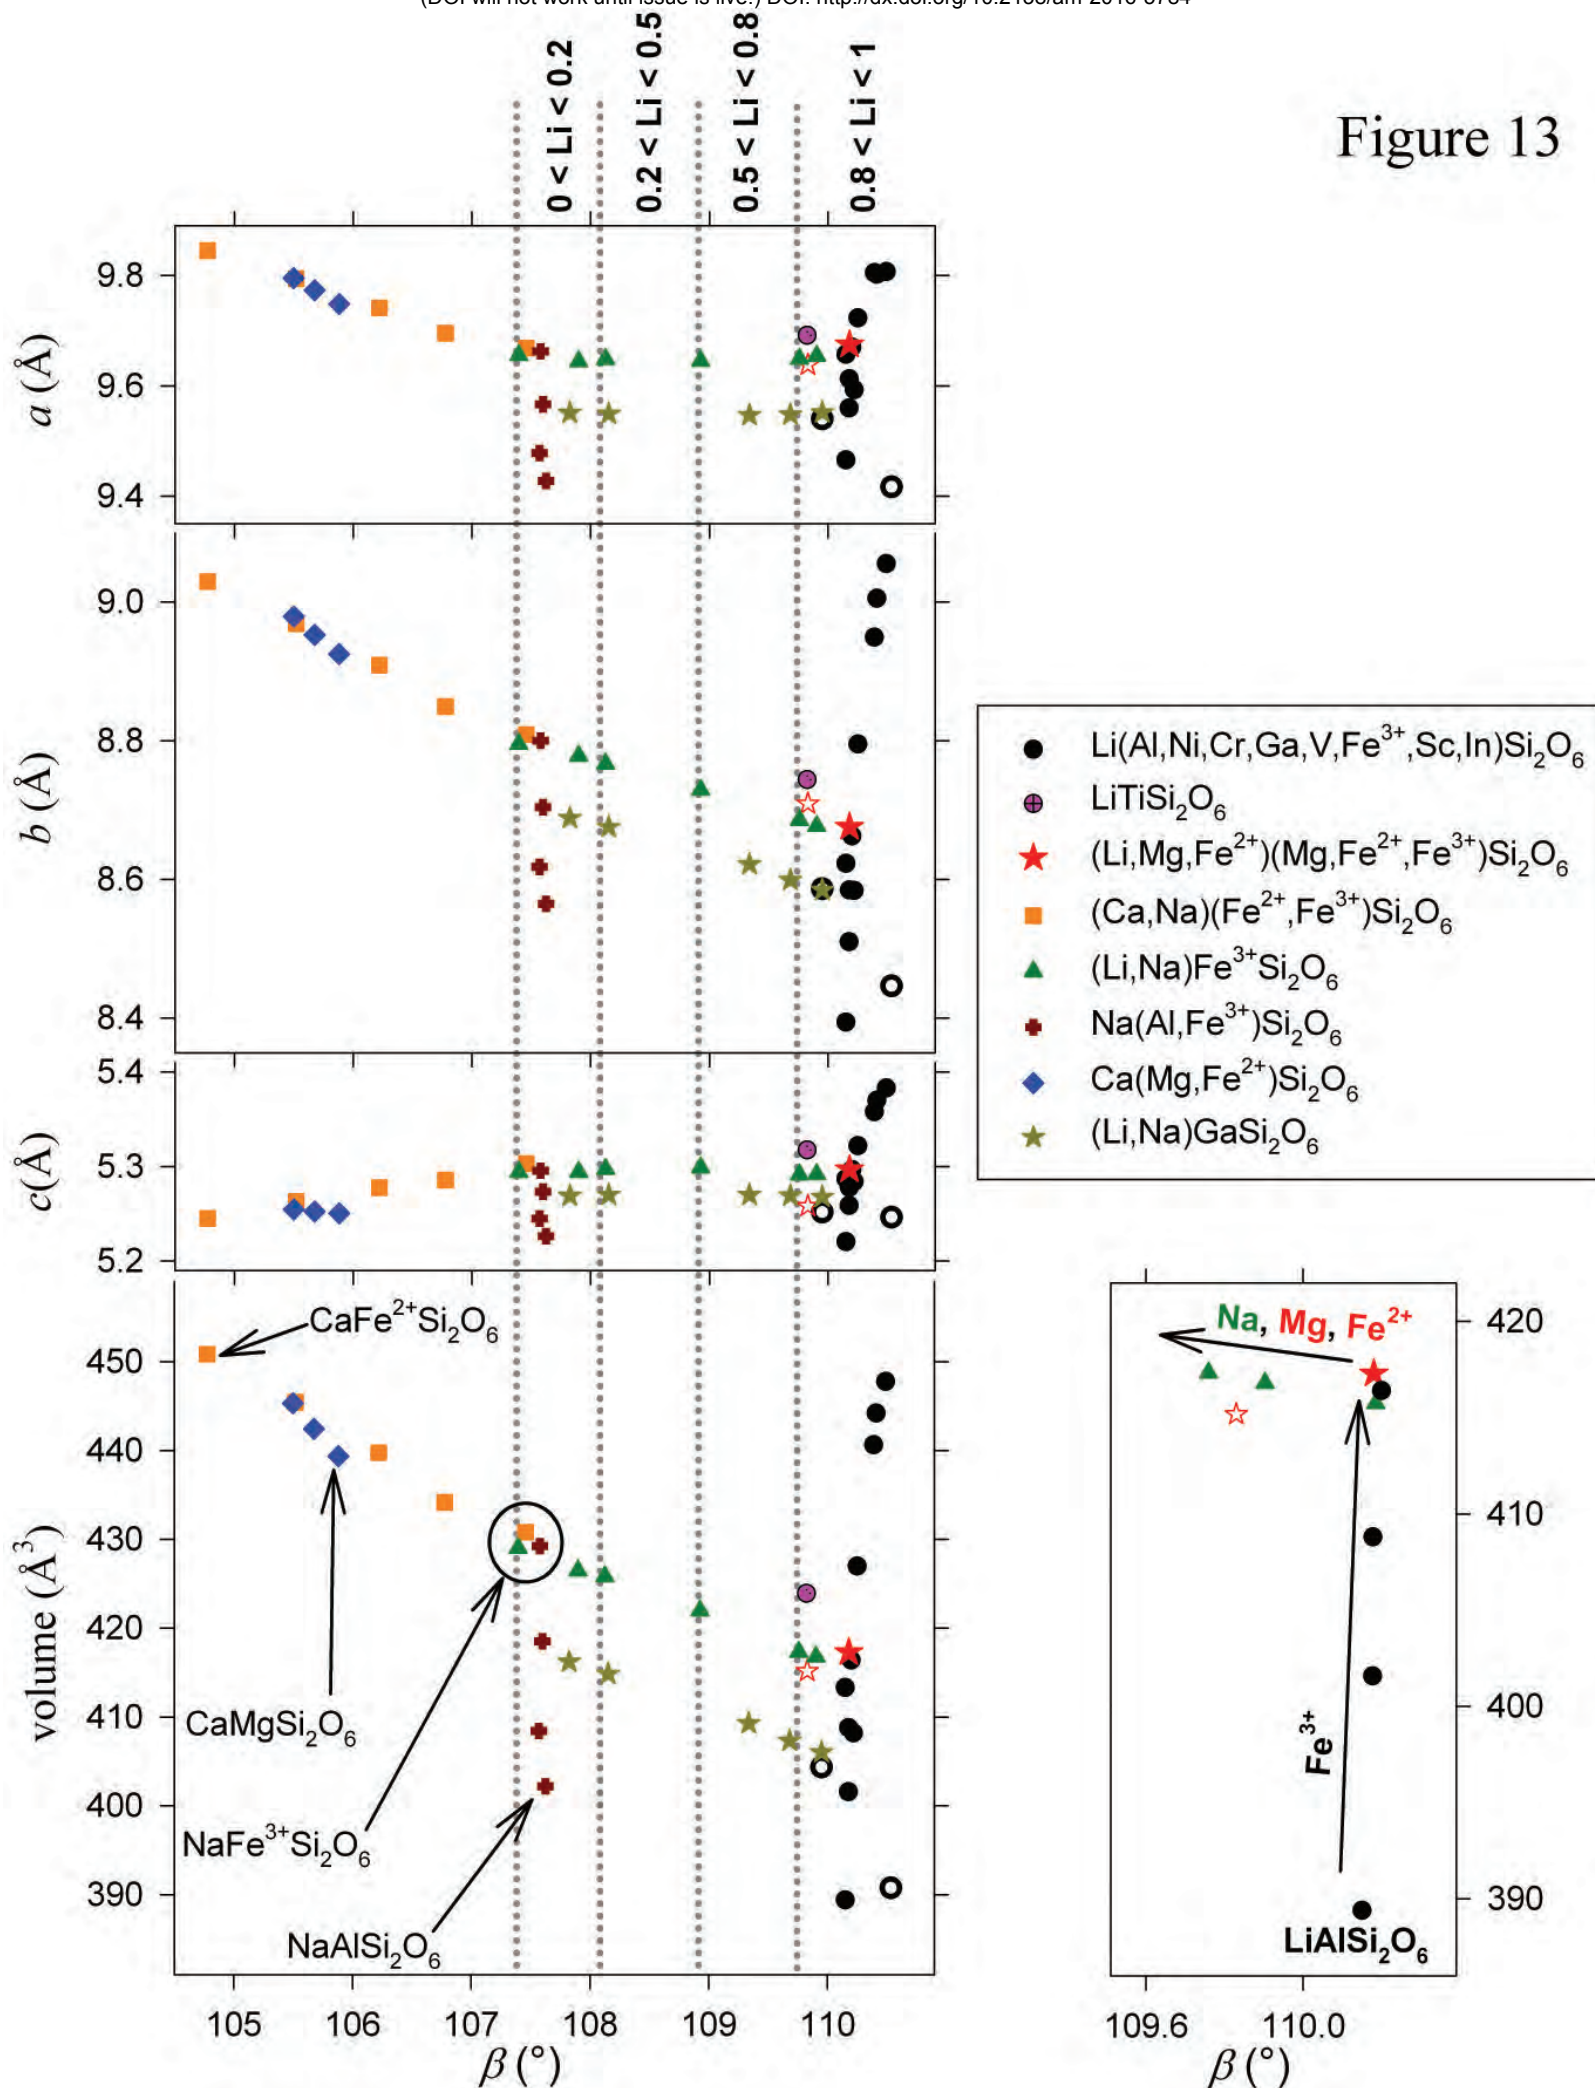 0 < Li < 0.2
0.2 < Li < 0.5
0.5 < Li < 0.8
0.8 < Li < 1
Figure 13
a (Å)
9.8
9.6
9.4
b (Å)
9.0
8.8
8.6
8.4
c(Å)
5.4
5.3
5.2
volume (Å³)
450
440
430
420
410
400
390
CaFe²⁺Si₂O₆
CaMgSi₂O₆
NaFe³⁺Si₂O₆
NaAlSi₂O₆
105 106 107 108 109 110
β (°)
Li(Al,Ni,Cr,Ga,V,Fe³⁺,Sc,In)Si₂O₆
LiTiSi₂O₆
(Li,Mg,Fe²⁺)(Mg,Fe²⁺,Fe³⁺)Si₂O₆
(Ca,Na)(Fe²⁺,Fe³⁺)Si₂O₆
(Li,Na)Fe³⁺Si₂O₆
Na(Al,Fe³⁺)Si₂O₆
Ca(Mg,Fe²⁺)Si₂O₆
(Li,Na)GaSi₂O₆
Na, Mg, Fe²⁺
Fe³⁺
LiAlSi₂O₆
420
410
400
390
109.6 110.0
β (°)